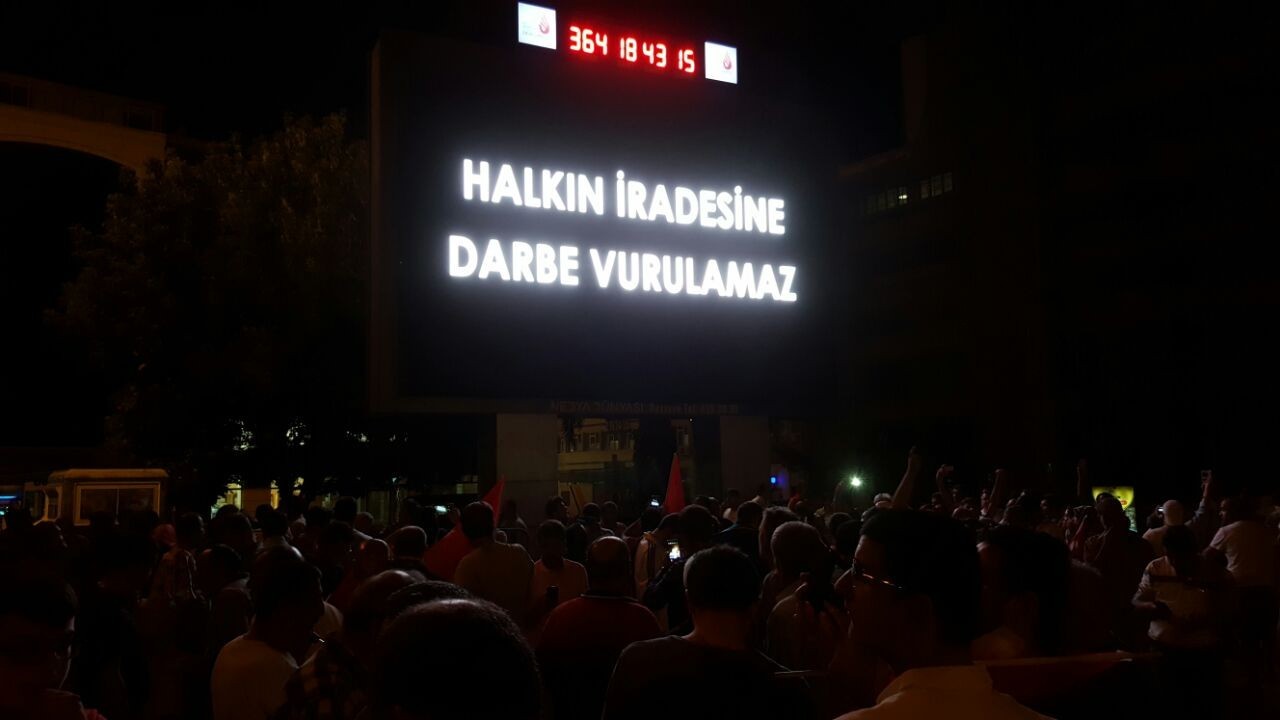 364 18 43 15
HALKIN İRADESİNE
DARBE VURULAMAZ